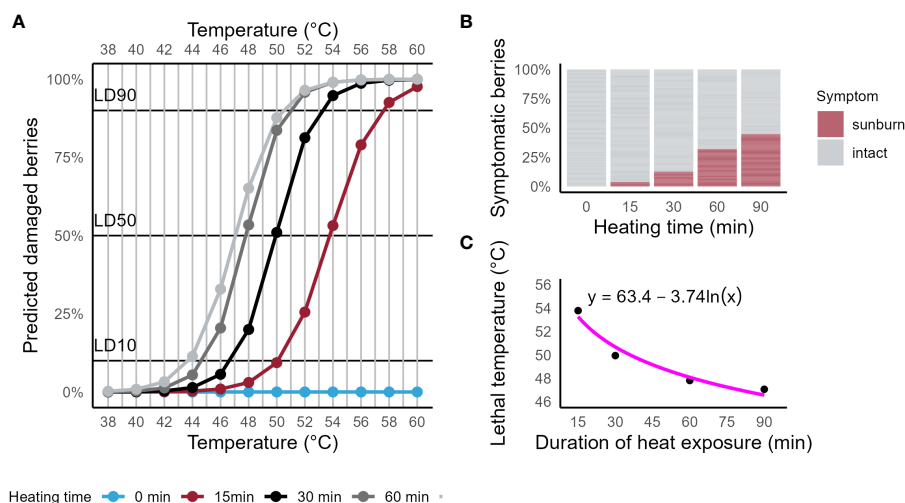 A
Temperature (°C)
38 40 42 44 46 48 50 52 54 56 58 60
100%
LD90
75%
LD50
50%
25%
LD10
0%
Predicted damaged berries
38 40 42 44 46 48 50 52 54 56 58 60
Temperature (°C)
Heating time 0 min 15min 30 min 60 min
B
Symptomatic berries
100%
75%
50%
25%
0%
0 15 30 60 90
Heating time (min)
Symptom
sunburn
intact
C
Lethal temperature (°C)
56
54
52
50
48
46
y = 63.4 − 3.74ln(x)
15 30 45 60 75 90
Duration of heat exposure (min)